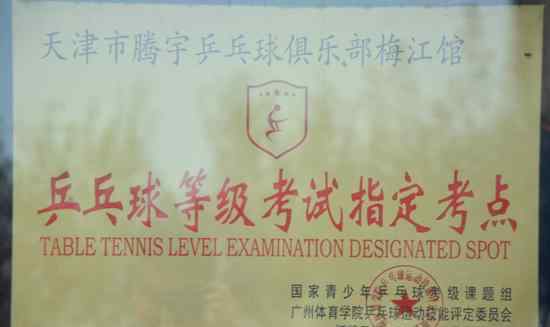 天津市腾宇乒乓球俱乐部梅江馆
乒乓球等级考试指定考点
TABLE TENNIS LEVEL EXAMINATION DESIGNATED SPOT
国家青少年乒乓球考级课题组
广州体育学院乒乓球运动技能评定委员会